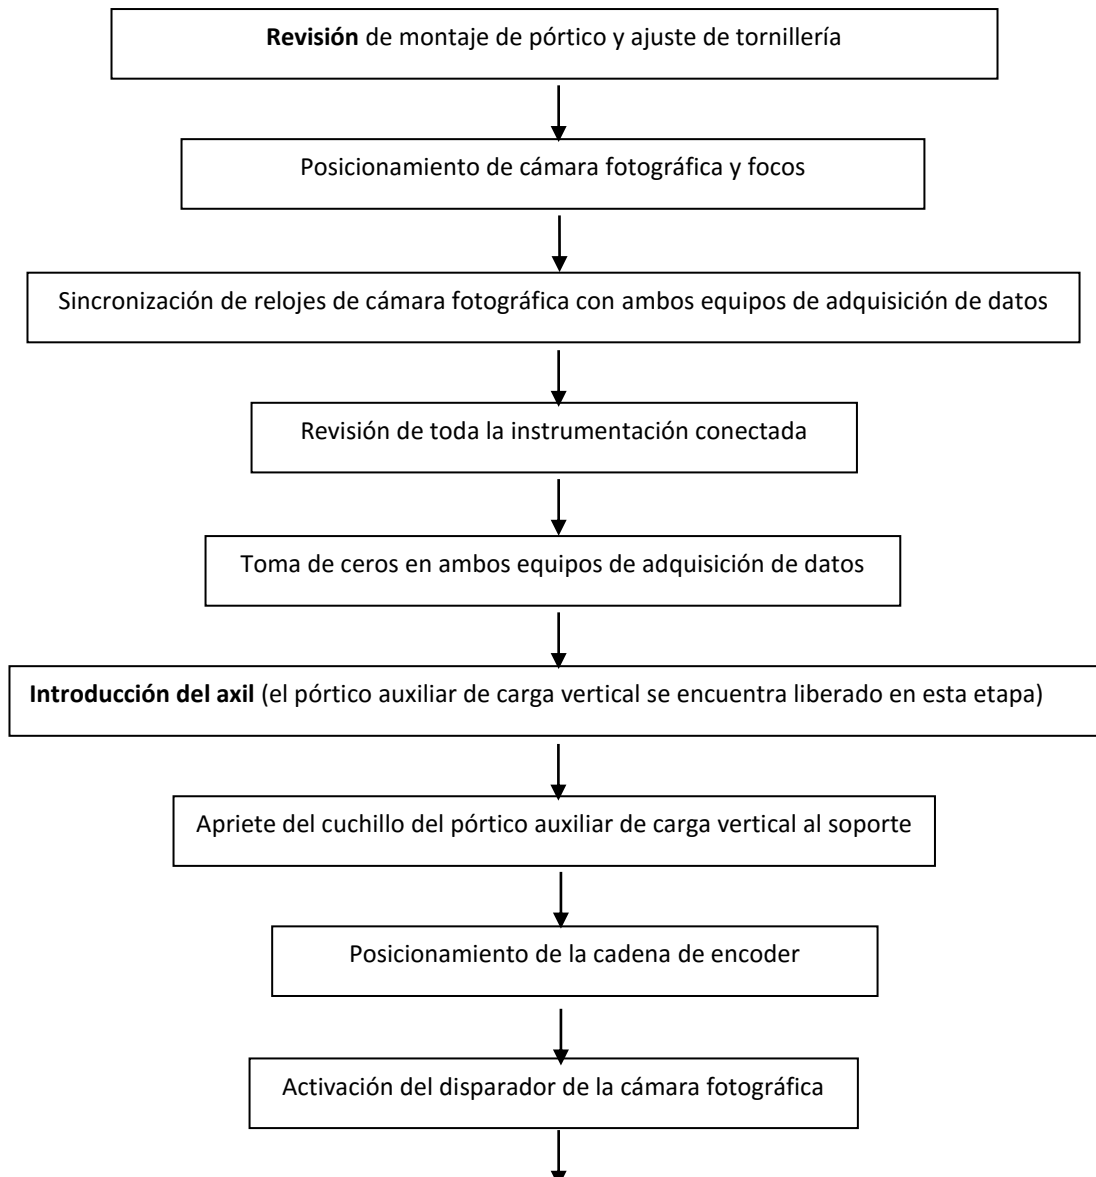 Revisión de montaje de pórtico y ajuste de tornillería
Posicionamiento de cámara fotográfica y focos
Sincronización de relojes de cámara fotográfica con ambos equipos de adquisición de datos
Revisión de toda la instrumentación conectada
Toma de ceros en ambos equipos de adquisición de datos
Introducción del axil (el pórtico auxiliar de carga vertical se encuentra liberado en esta etapa)
Apriete del cuchillo del pórtico auxiliar de carga vertical al soporte
Posicionamiento de la cadena de encoder
Activación del disparador de la cámara fotográfica